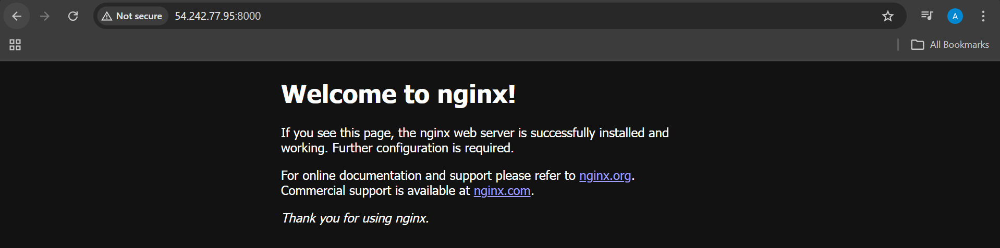 Not secure 54.242.77.95:8000 A
All Bookmarks
Welcome to nginx!
If you see this page, the nginx web server is successfully installed and
working. Further configuration is required.
For online documentation and support please refer to nginx.org.
Commercial support is available at nginx.com.
Thank you for using nginx.